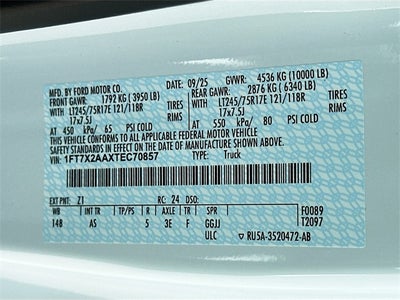 MFD. BY FORD MOTOR CO.
09/25 GVWR: 4536 KG (10000 LB)
FRONT GAWR: 1792 KG (3950 LB)
REAR GAWR: 2876 KG (6340 LB)
WITH LT245/75R17E 121/118R TIRES WITH LT245/75R17E 121/118R TIRES
17x7.5J RIMS 17x7.5J RIMS
AT 450 kPa/ 65 PSI COLD AT 550 kPa/ 80 PSI COLD
THIS VEHICLE CONFORMS TO ALL APPLICABLE FEDERAL MOTOR VEHICLE
SAFETY STANDARDS IN EFFECT ON THE DATE OF MANUFACTURE SHOWN ABOVE.
VIN: 1FT7X2AAXTEC70857 TYPE: Truck
EXT PNT: Z1 RC: 24 DSO: F0089
WB INT TR TP/PS R AXLE TR SPR T2097
148 AS 5 3E F GGJJ
ULC RU5A-3520472-AB